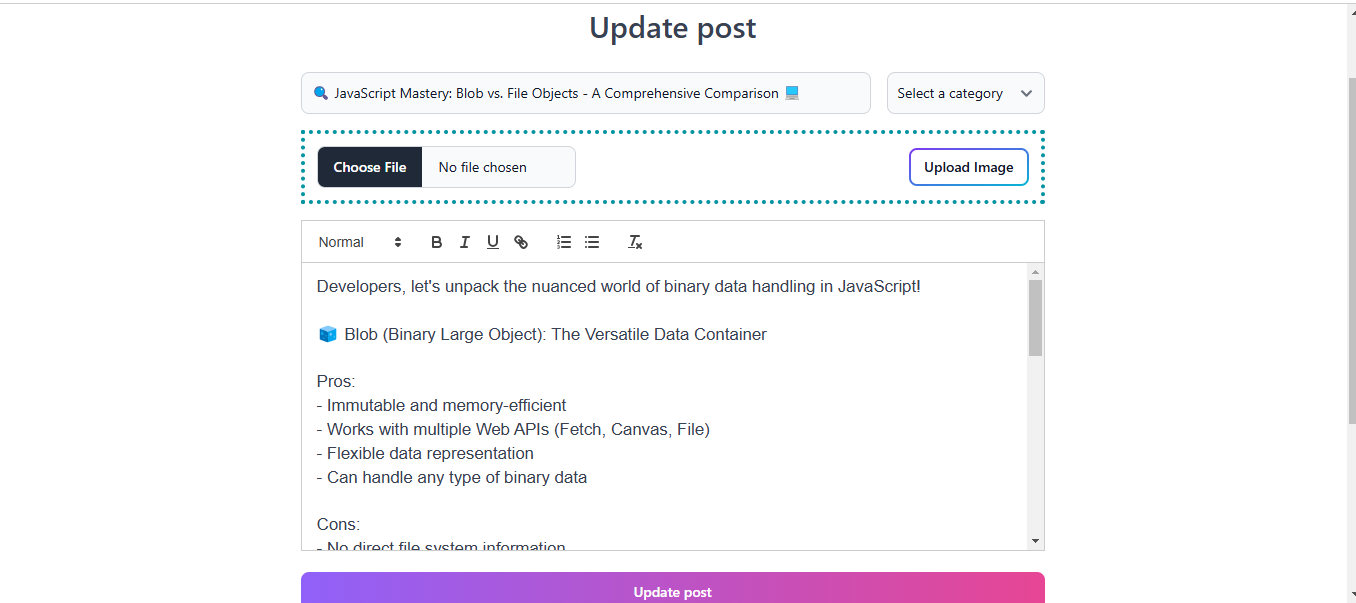 Update post
🔍 JavaScript Mastery: Blob vs. File Objects - A Comprehensive Comparison 💻
Select a category
Choose File
No file chosen
Upload Image
Normal
Developers, let's unpack the nuanced world of binary data handling in JavaScript!
🧊 Blob (Binary Large Object): The Versatile Data Container
Pros:
- Immutable and memory-efficient
- Works with multiple Web APIs (Fetch, Canvas, File)
- Flexible data representation
- Can handle any type of binary data
Cons:
- No direct file system information
Update post